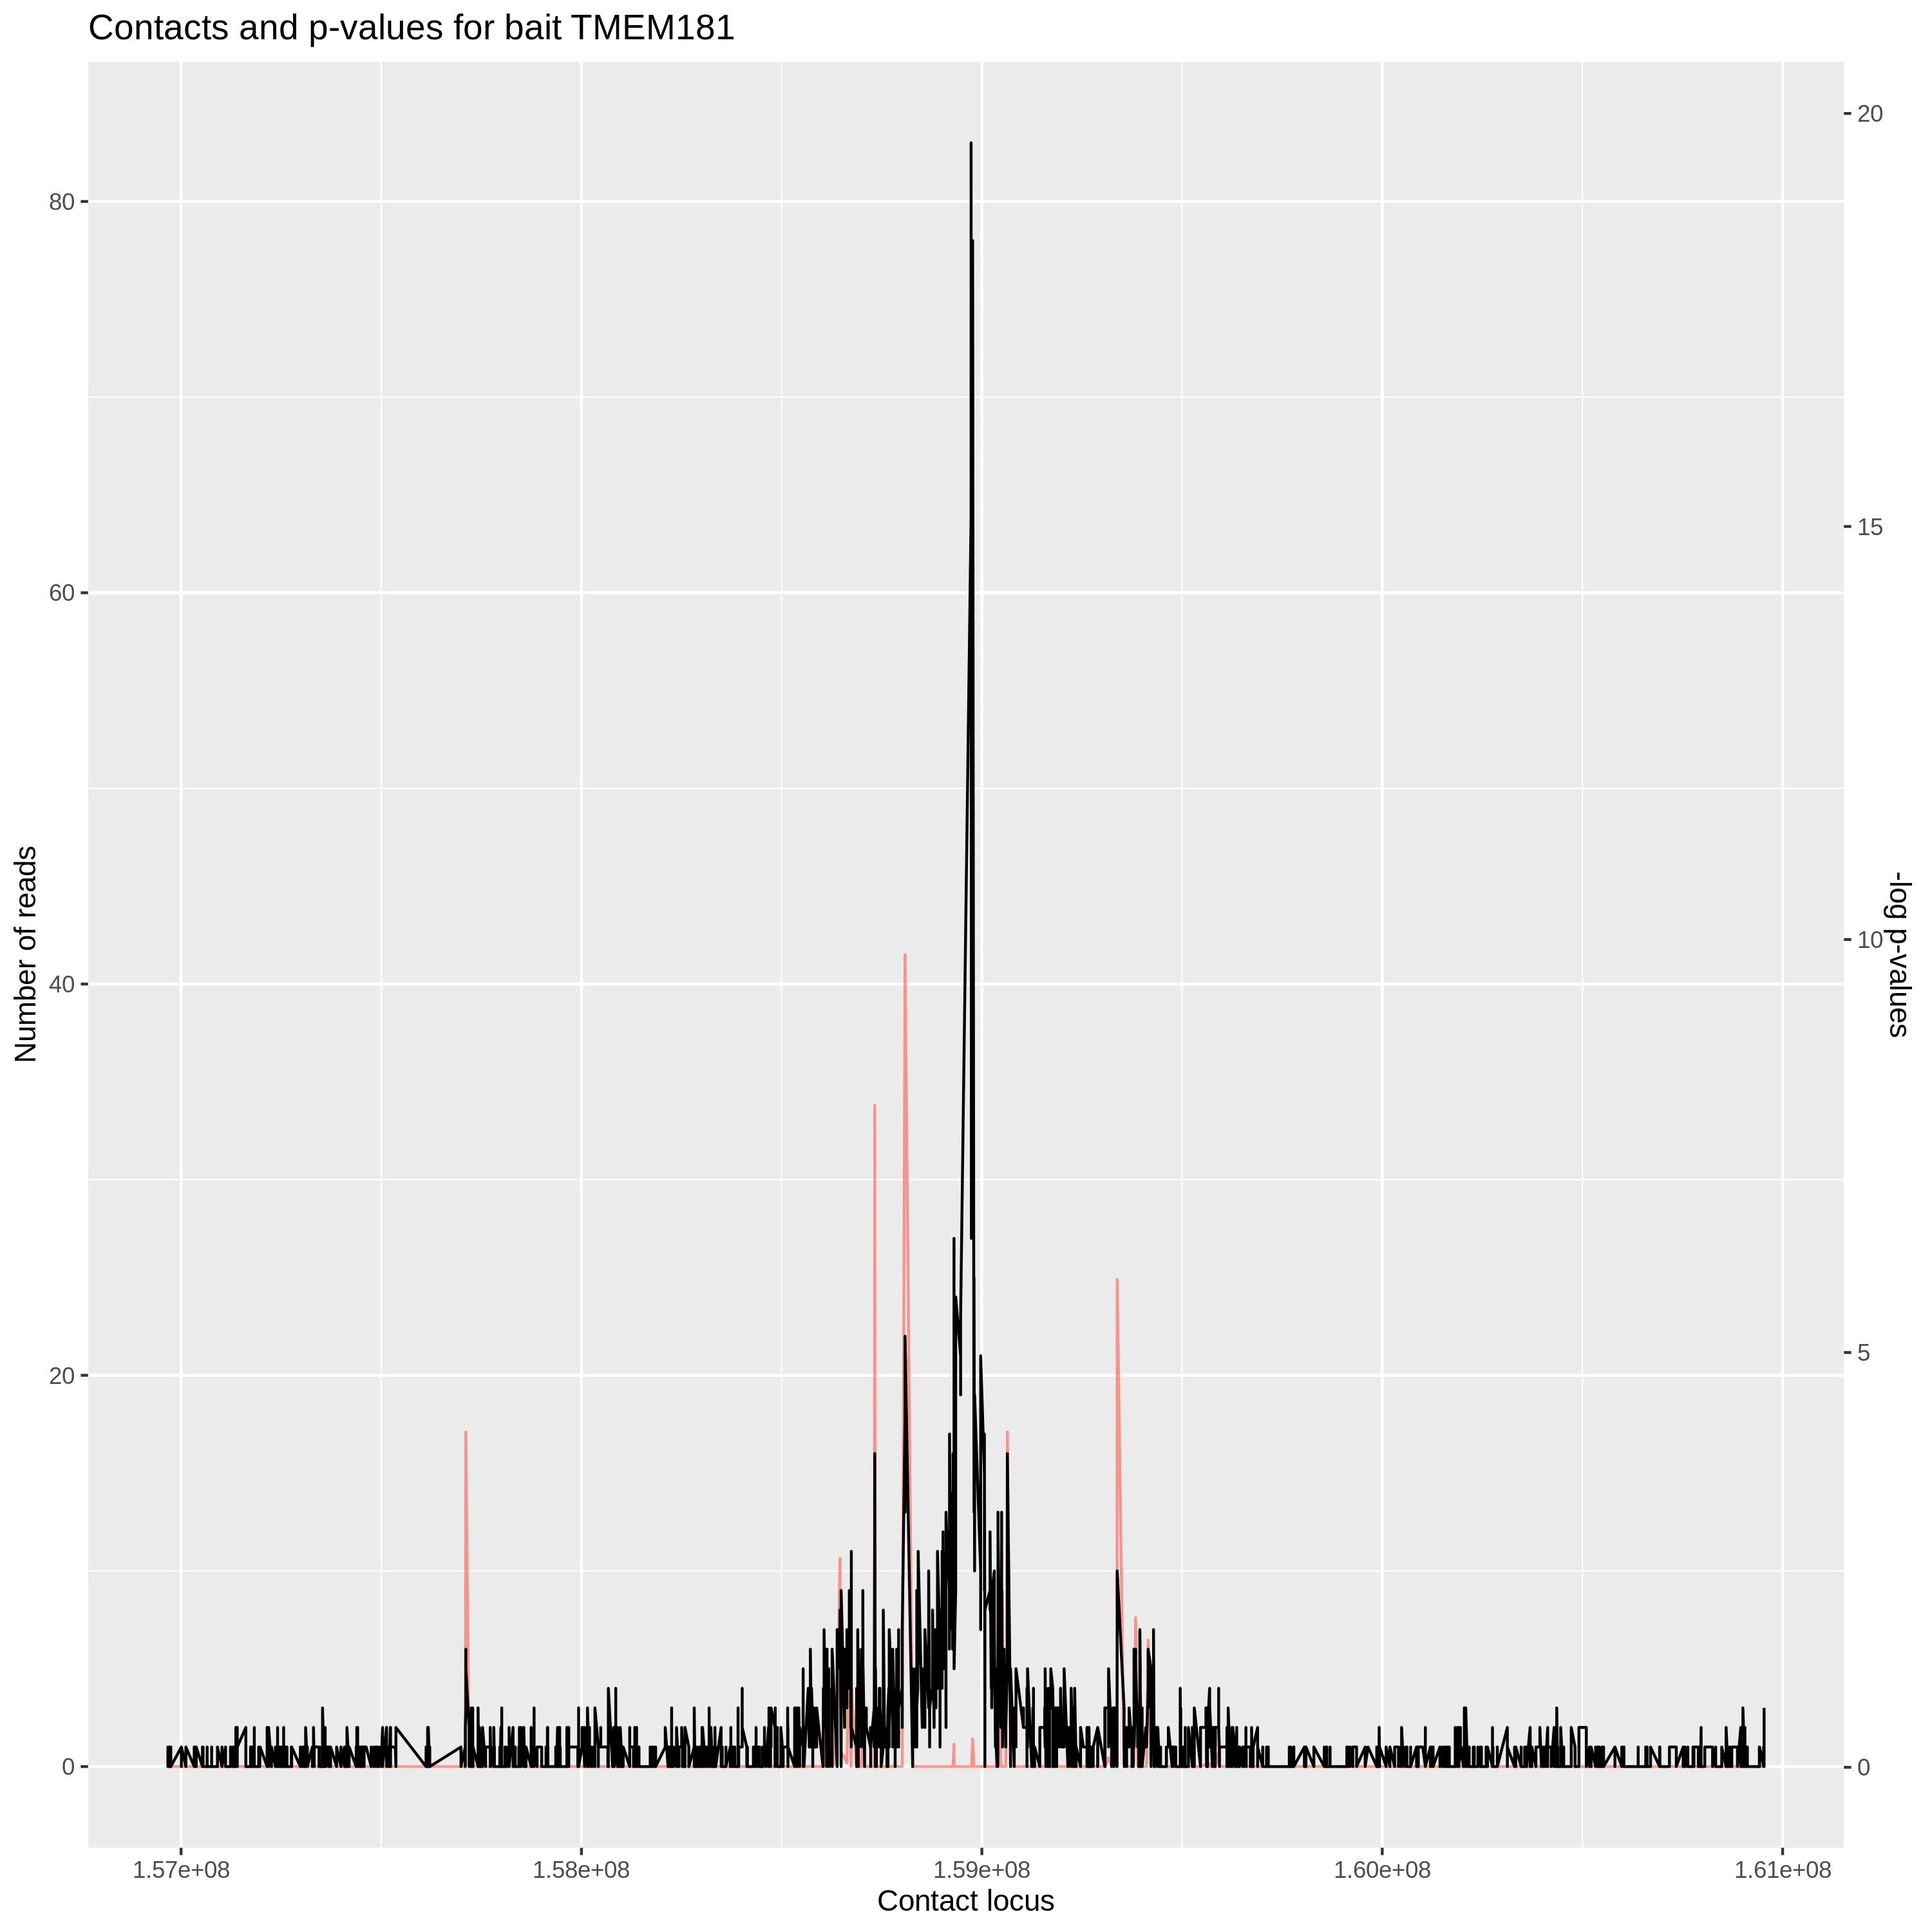 Contacts and p-values for bait TMEM181
80
60
40
20
0
Number of reads
20
15
10
5
0
-log p-values
1.57e+08 1.58e+08 1.59e+08 1.60e+08 1.61e+08
Contact locus